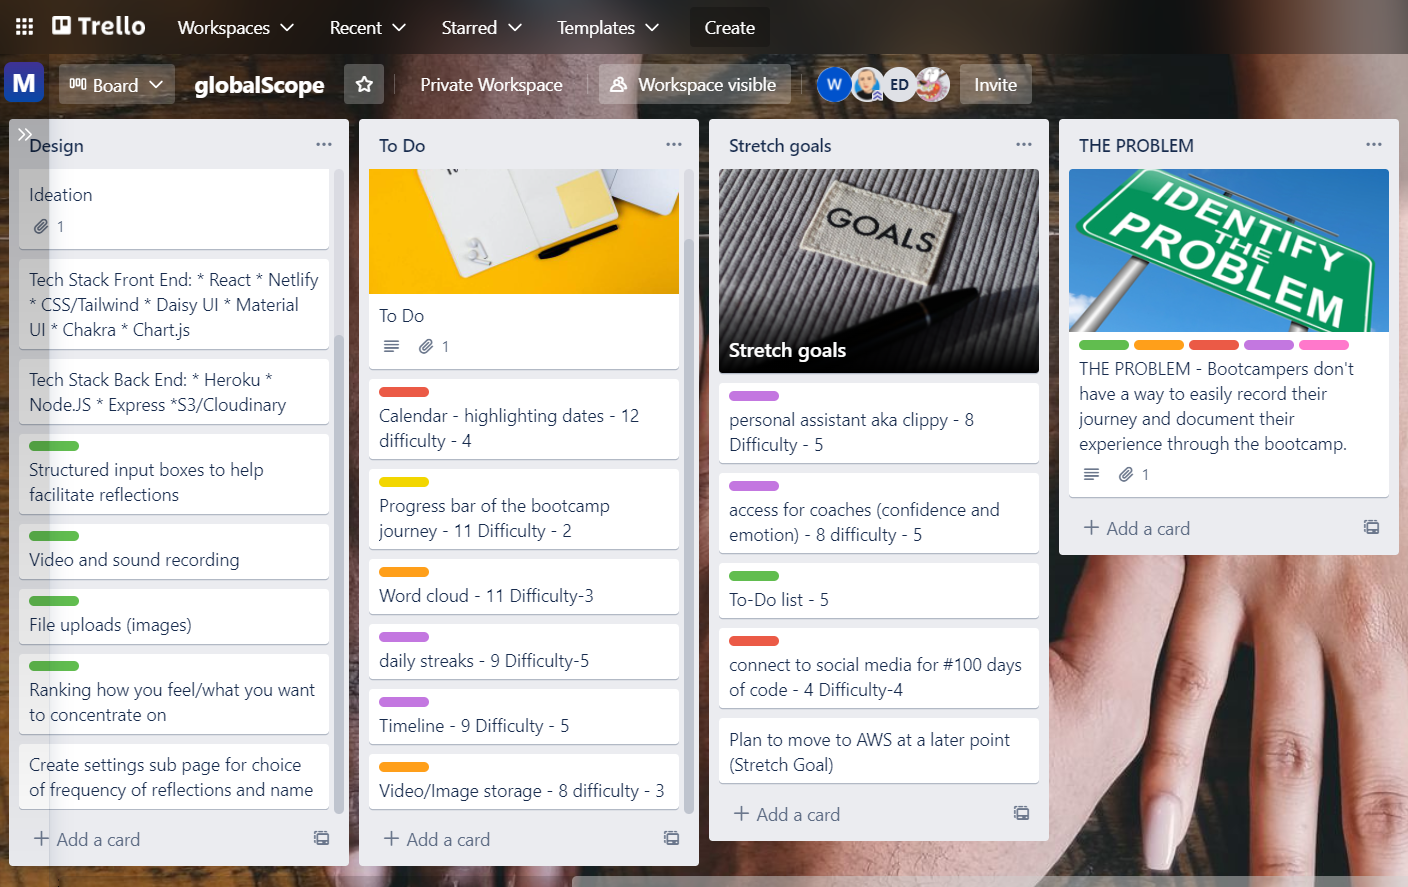 Trello
Workspaces
Recent
Starred
Templates
Create
M
Board
globalScope
Private Workspace
Workspace visible
W
ED
Invite
Design
Ideation
1
Tech Stack Front End: * React * Netlify
* CSS/Tailwind * Daisy UI * Material
UI * Chakra * Chart.js
Tech Stack Back End: * Heroku *
Node.JS * Express *S3/Cloudinary
Structured input boxes to help
facilitate reflections
Video and sound recording
File uploads (images)
Ranking how you feel/what you want
to concentrate on
Create settings sub page for choice
of frequency of reflections and name
+ Add a card
To Do
To Do
1
Calendar - highlighting dates - 12
difficulty - 4
Progress bar of the bootcamp
journey - 11 Difficulty - 2
Word cloud - 11 Difficulty-3
daily streaks - 9 Difficulty-5
Timeline - 9 Difficulty - 5
Video/Image storage - 8 difficulty - 3
+ Add a card
Stretch goals
GOALS
Stretch goals
personal assistant aka clippy - 8
Difficulty - 5
access for coaches (confidence and
emotion) - 8 difficulty - 5
To-Do list - 5
connect to social media for #100 days
of code - 4 Difficulty-4
Plan to move to AWS at a later point
(Stretch Goal)
+ Add a card
THE PROBLEM
IDENTIFY
THE
PROBLEM
THE PROBLEM - Bootcampers don't
have a way to easily record their
journey and document their
experience through the bootcamp.
1
+ Add a card